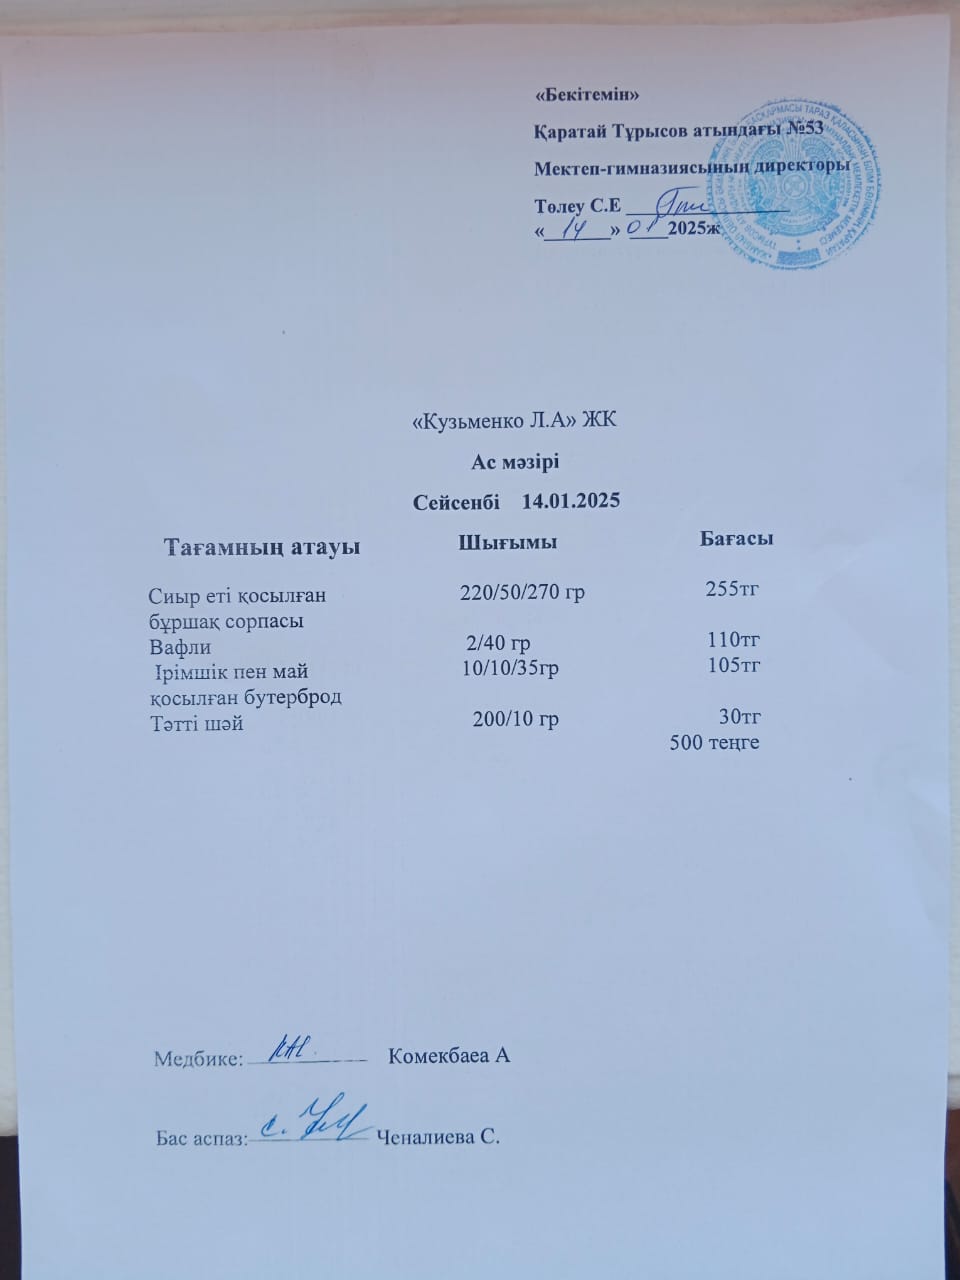 «Бекітемін»
Қаратай Тұрысов атындағы №53
Мектеп-гимназиясының директоры
Төлеу С.Е
«14» 01 2025ж
«Кузьменко Л.А» ЖК
Ас мәзірі
Сейсенбі 14.01.2025
Тағамның атауы Шығымы Бағасы
Сиыр еті қосылған 220/50/270 гр 255тг
бұршақ сорпасы
Вафли 2/40 гр 110тг
Ірімшік пен май 10/10/35гр 105тг
қосылған бутерброд
Тәтті шәй 200/10 гр 30тг
500 теңге
Медбике: Комекбаеа А
Бас аспаз: Ченалиева С.